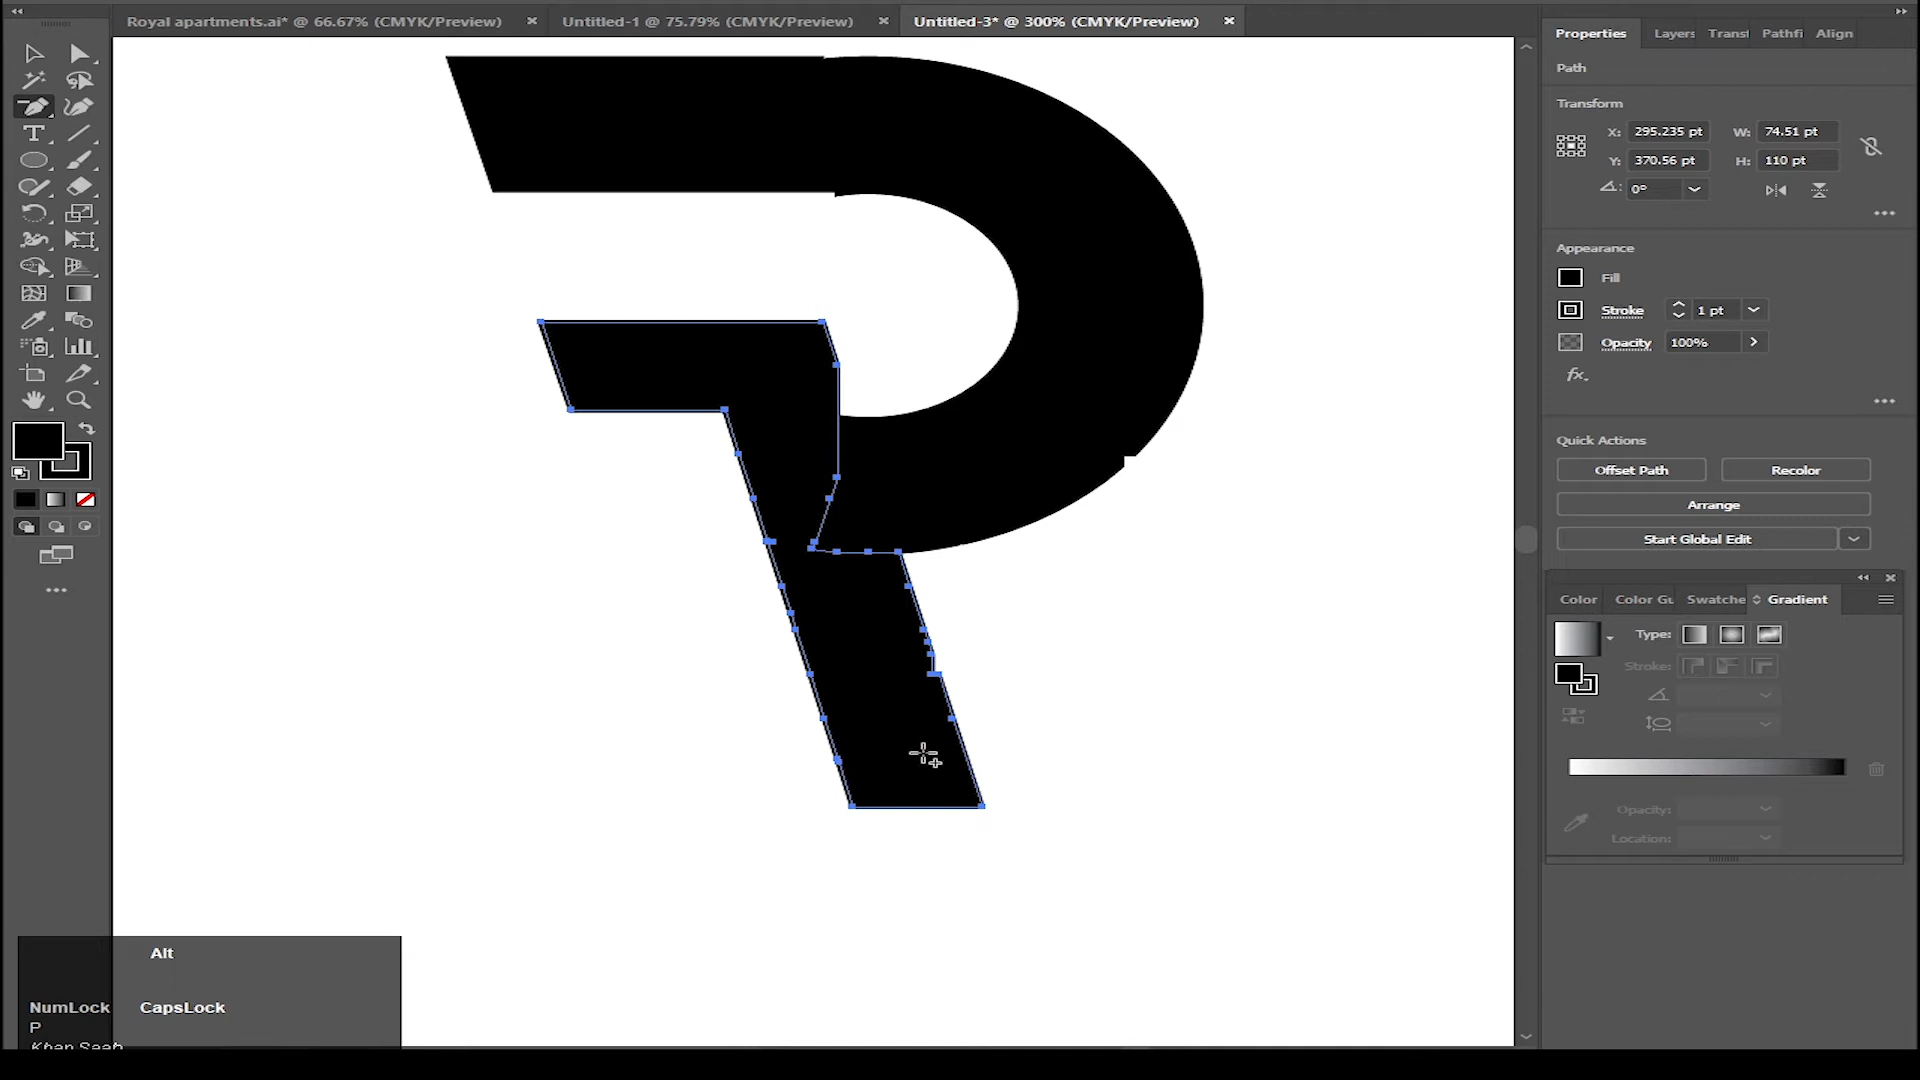 Royal apartments.ai* @ 66.67% (CMYK/Preview)
Untitled-1 @ 75.79% (CMYK/Preview)
Untitled-3* @ 300% (CMYK/Preview)
Properties
Layers
Transf
Pathfi
Align
Path
Transform
X: 295.235 pt
W: 74.51 pt
Y: 370.56 pt
H: 110 pt
0°
Appearance
Fill
Stroke
1 pt
Opacity
100%
fx.
Quick Actions
Offset Path
Recolor
Arrange
Start Global Edit
Color
Color Gu
Swatche
Gradient
Type:
Stroke:
Opacity:
Location:
Alt
NumLock
CapsLock
P
Khan Saab